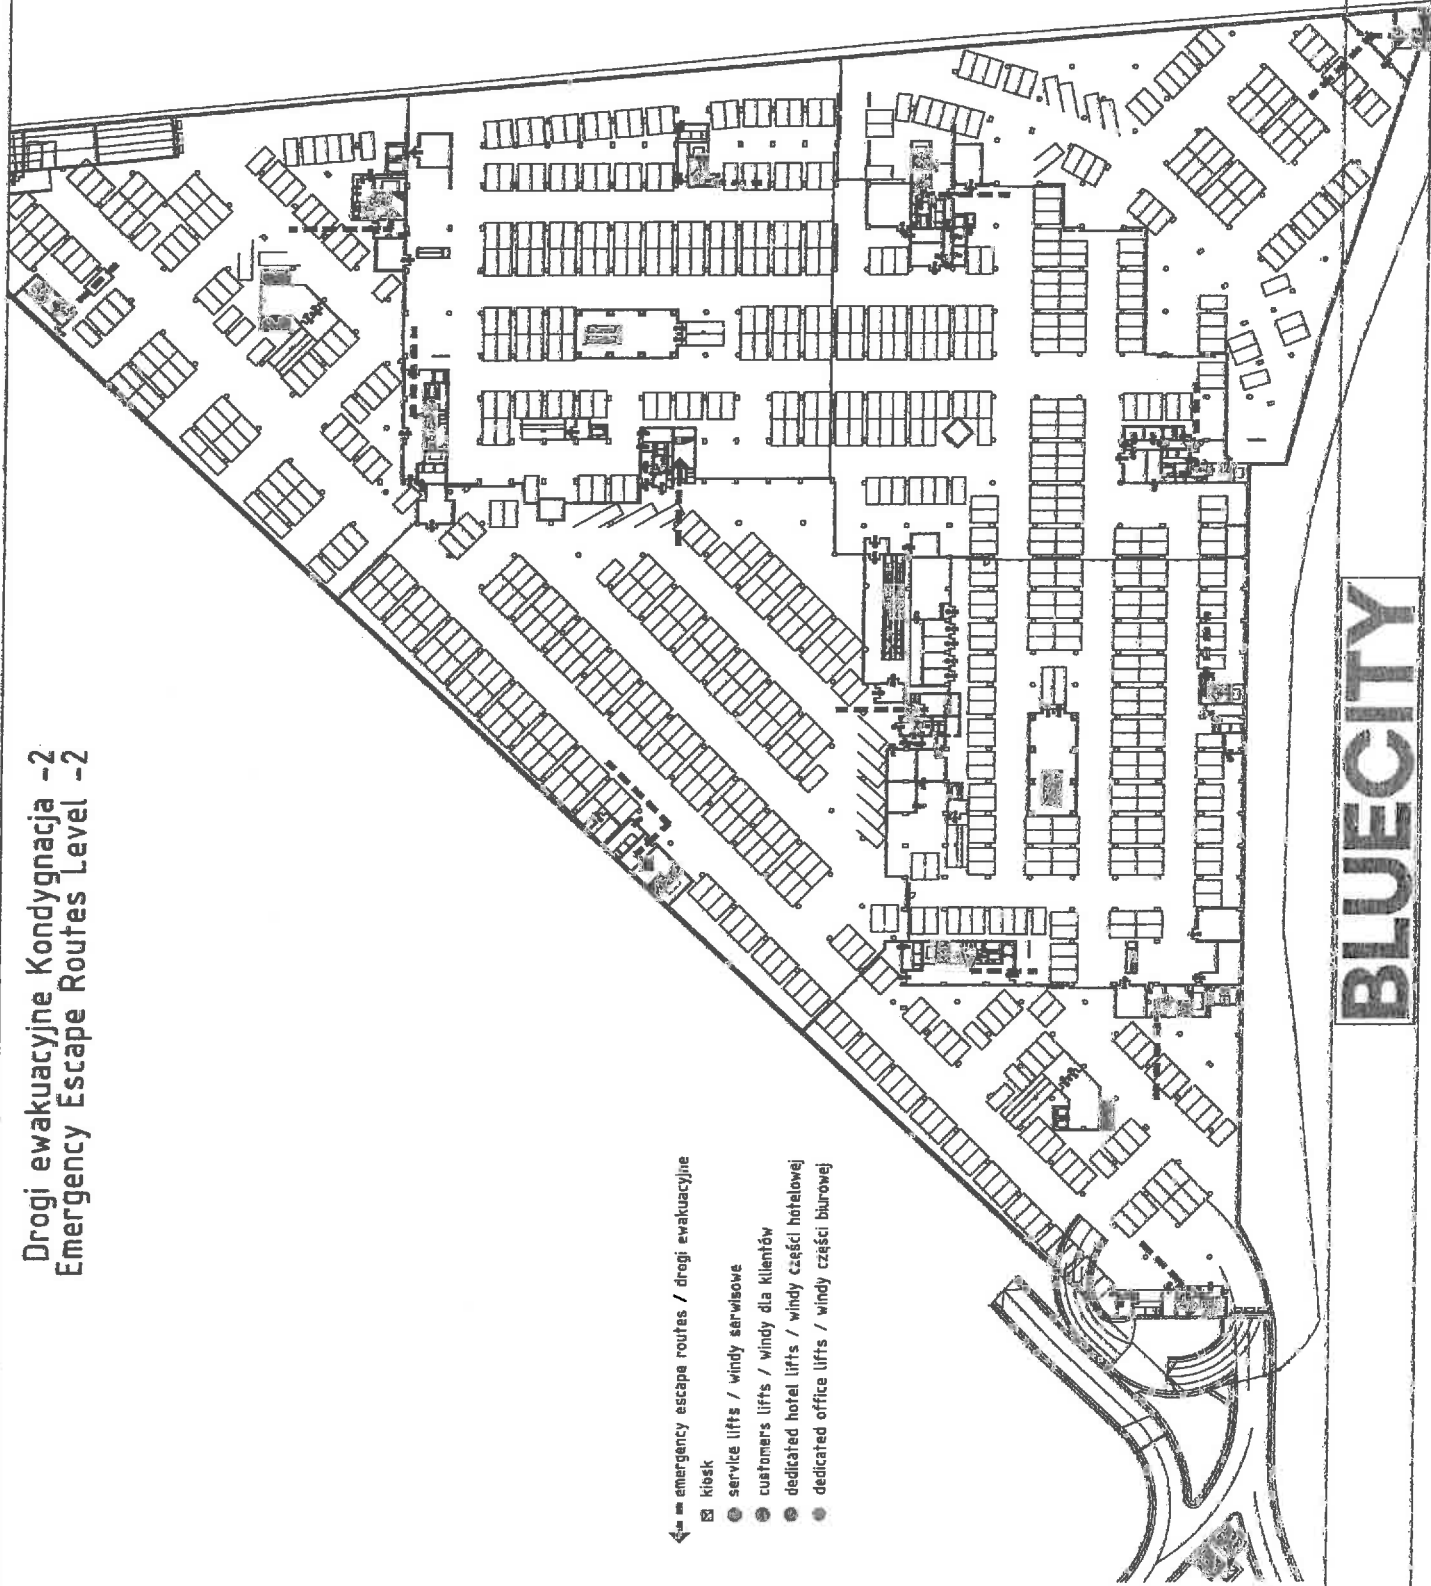 Drogi ewakuacyjne Kondygnacja -2
Emergency Escape Routes Level -2
emergency escape routes / drogi ewakuacyjne
kiosk
service lifts / windy serwisowe
customers lifts / windy dla klientów
dedicated hotel lifts / windy części hotelowej
dedicated office lifts / windy części biurowej
BLUECITY